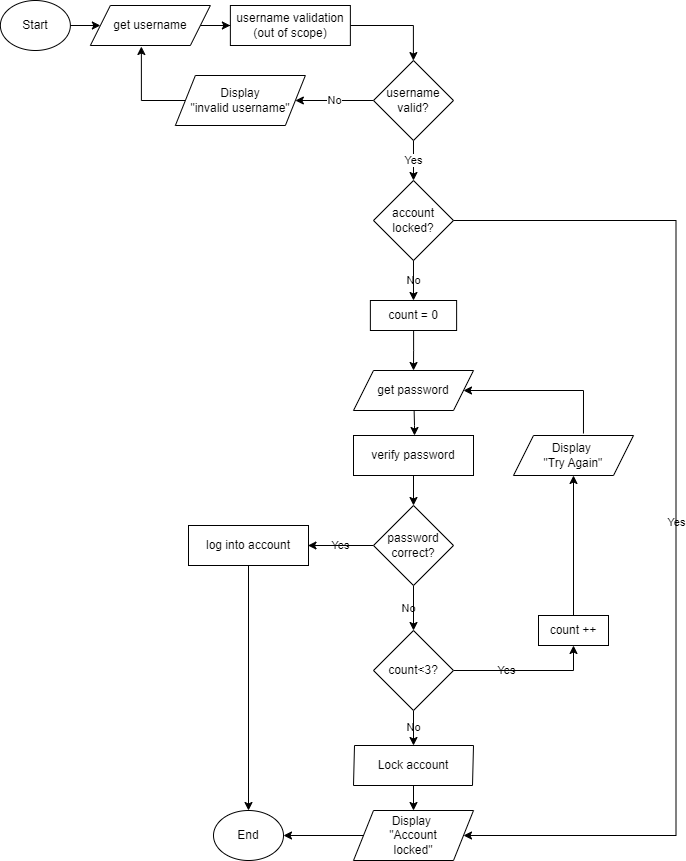 Start
get username
username validation
(out of scope)
Display
"invalid username"
No
username
valid?
Yes
account
locked?
No
count = 0
get password
verify password
Display
"Try Again"
Yes
log into account
Yes
password
correct?
No
count ++
count<3?
Yes
No
Lock account
End
Display
"Account
locked"